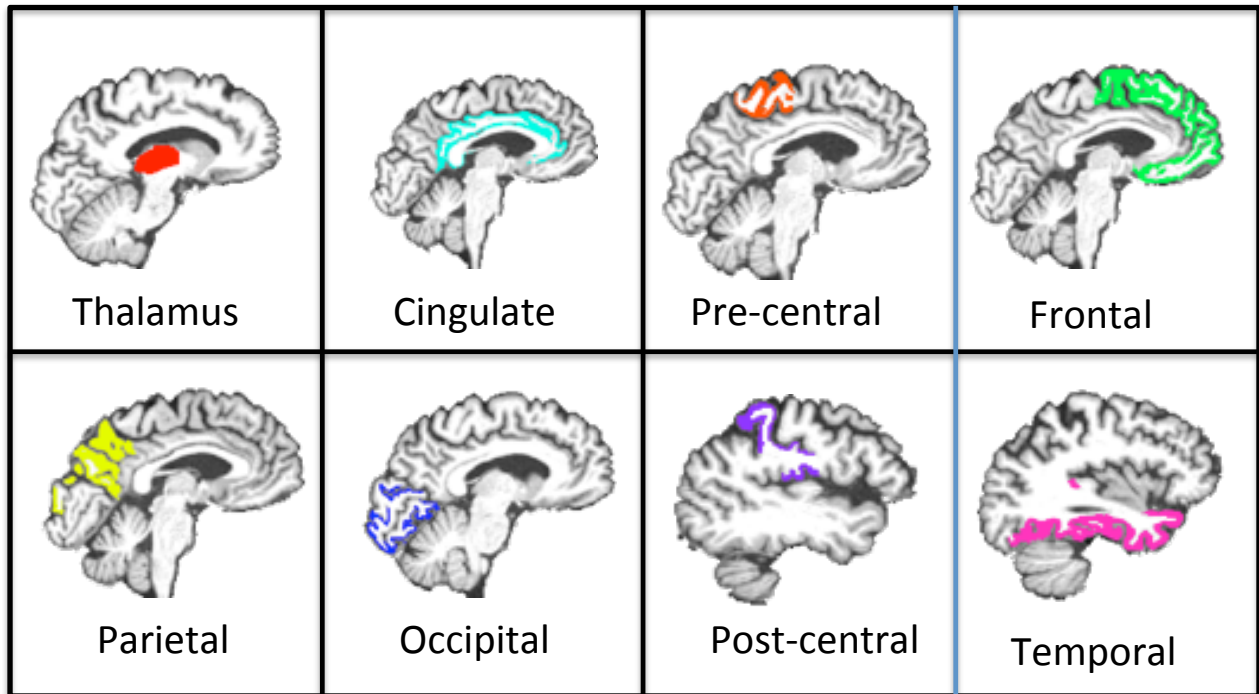 Thalamus
Cingulate
Pre-central
Frontal
Parietal
Occipital
Post-central
Temporal